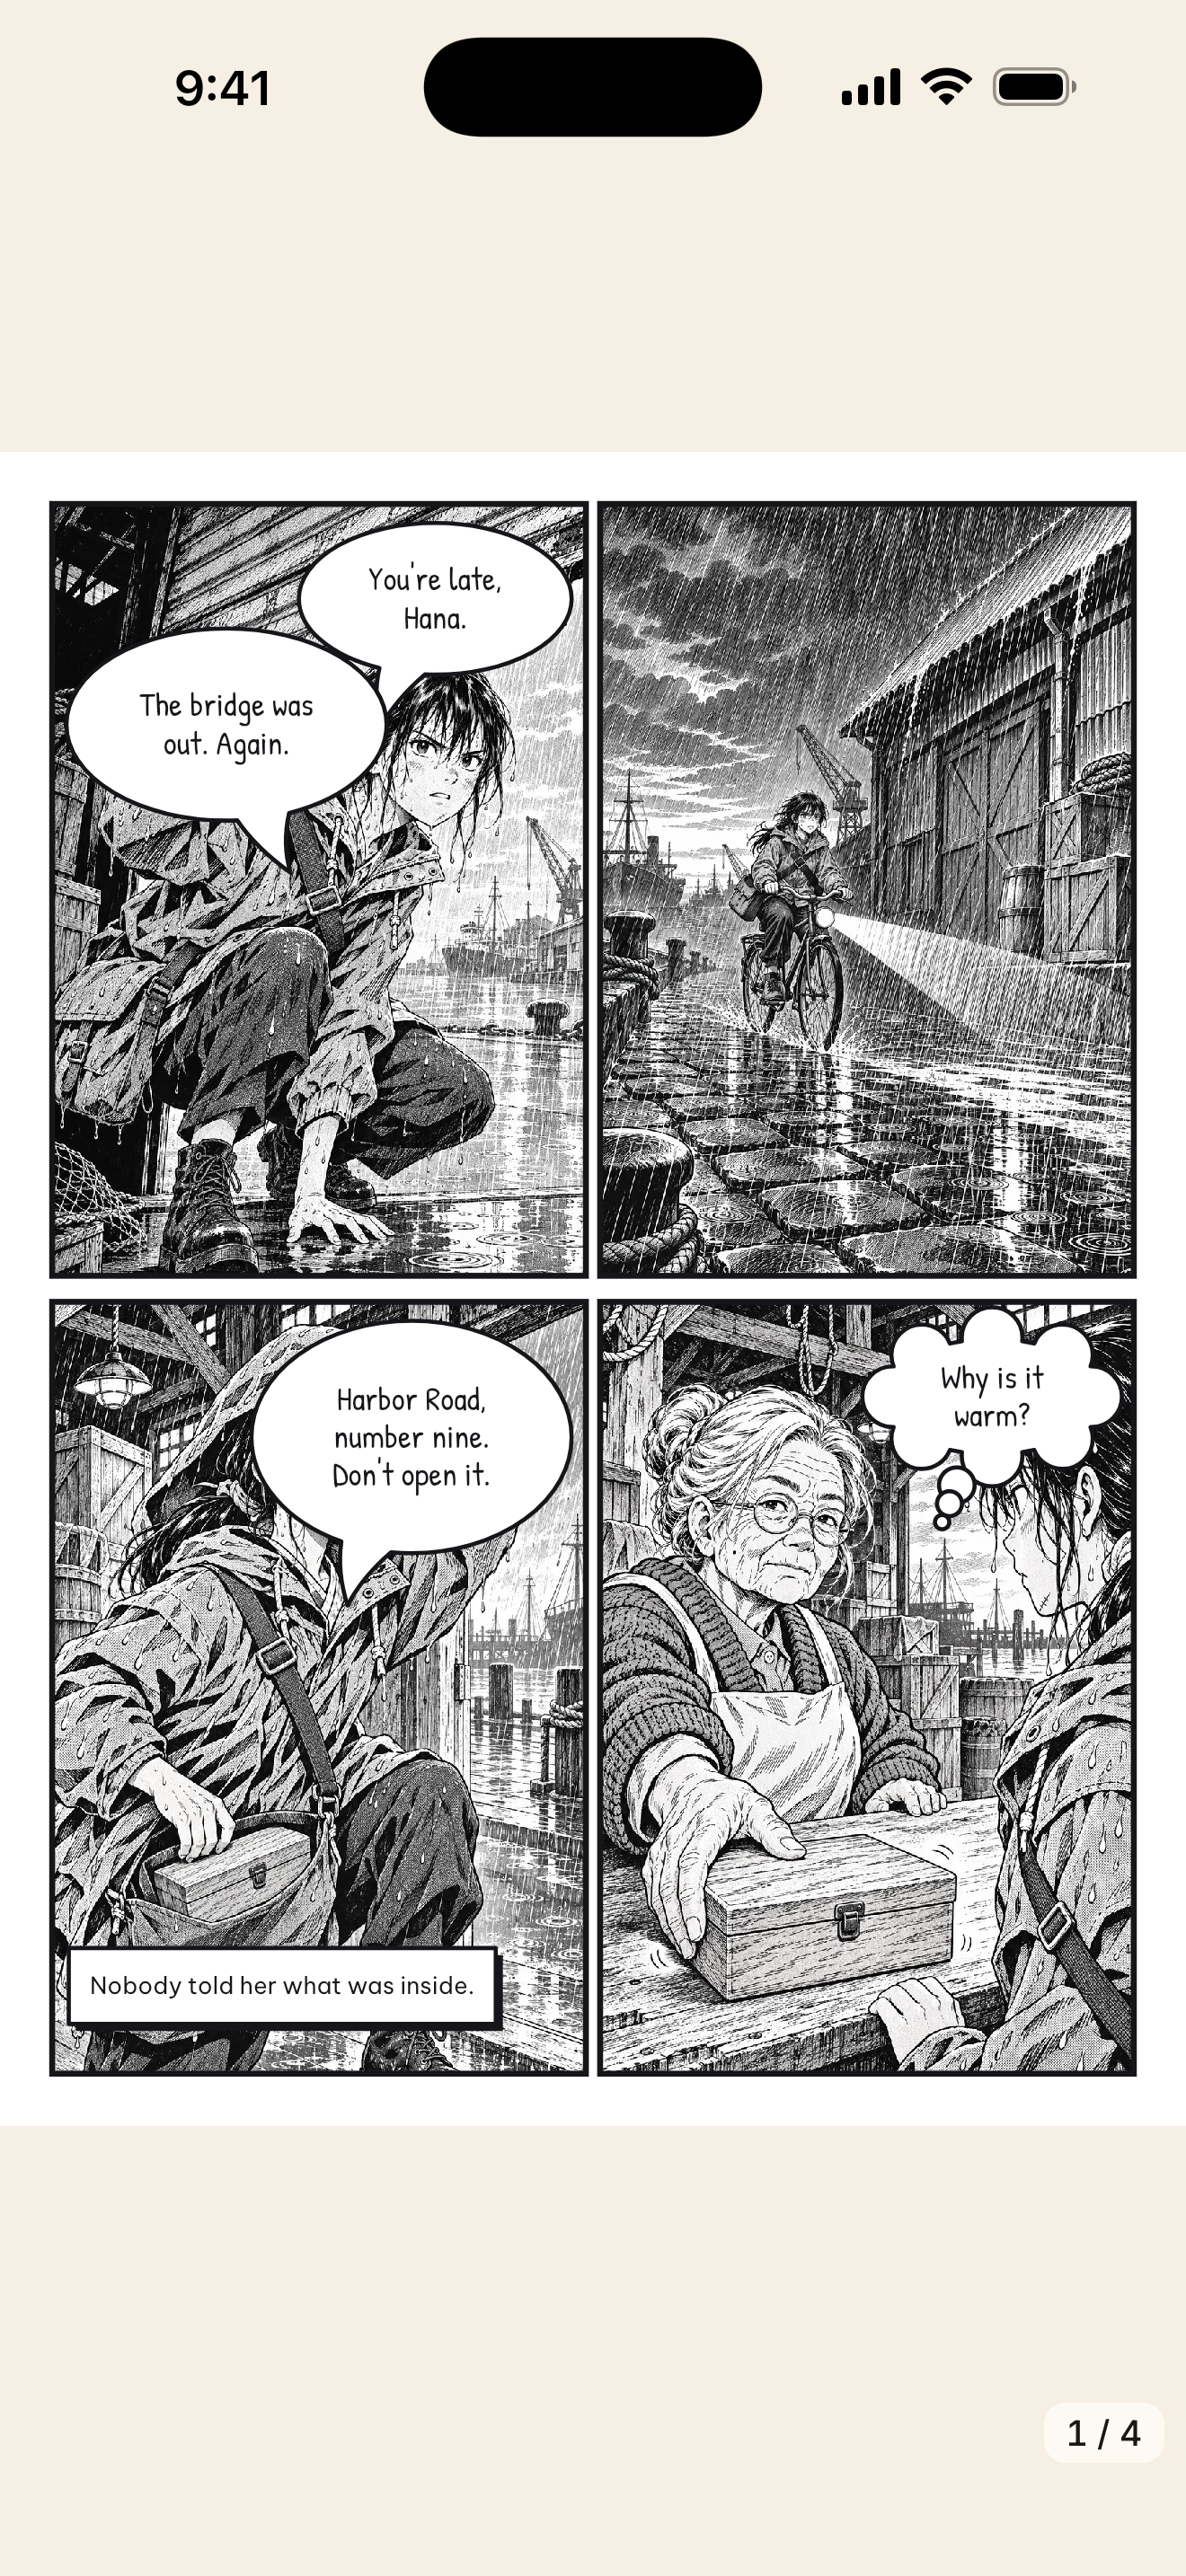 9:41
You're late,
Hana.
The bridge was
out. Again.
Harbor Road,
number nine.
Don't open it.
Nobody told her what was inside.
Why is it
warm?
1 / 4